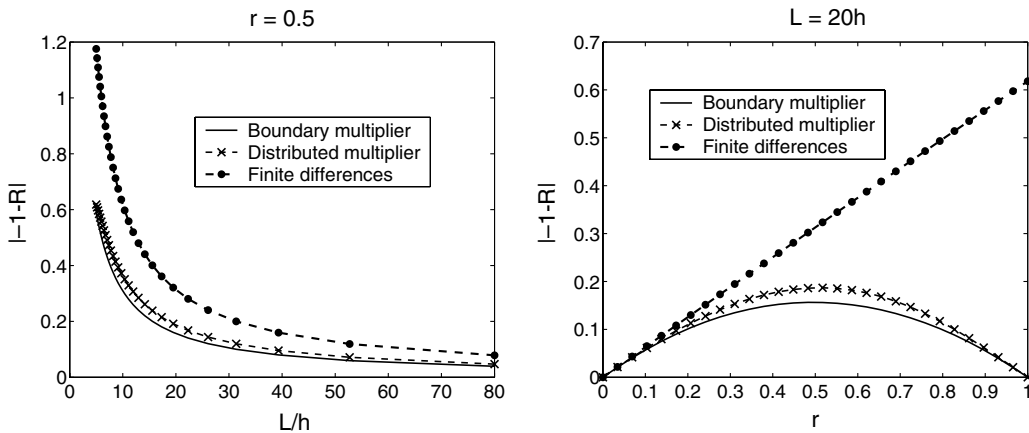 r = 0.5
|-1-R|
1.2
1
0.8
0.6
0.4
0.2
0
Boundary multiplier
Distributed multiplier
Finite differences
0 10 20 30 40 50 60 70 80
L/h
L = 20h
|-1-R|
0.7
0.6
0.5
0.4
0.3
0.2
0.1
0
Boundary multiplier
Distributed multiplier
Finite differences
0 0.1 0.2 0.3 0.4 0.5 0.6 0.7 0.8 0.9 1
r